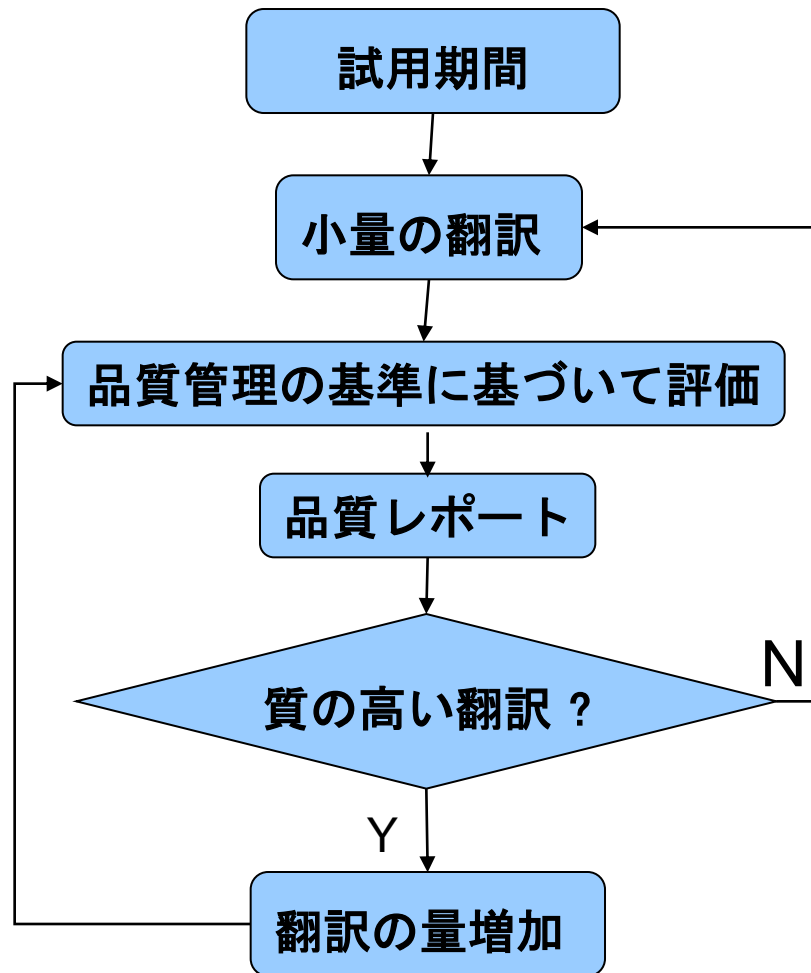 試用期間
小量の翻訳
品質管理の基準に基づいて評価
品質レポート
質の高い翻訳？
N
Y
翻訳の量増加